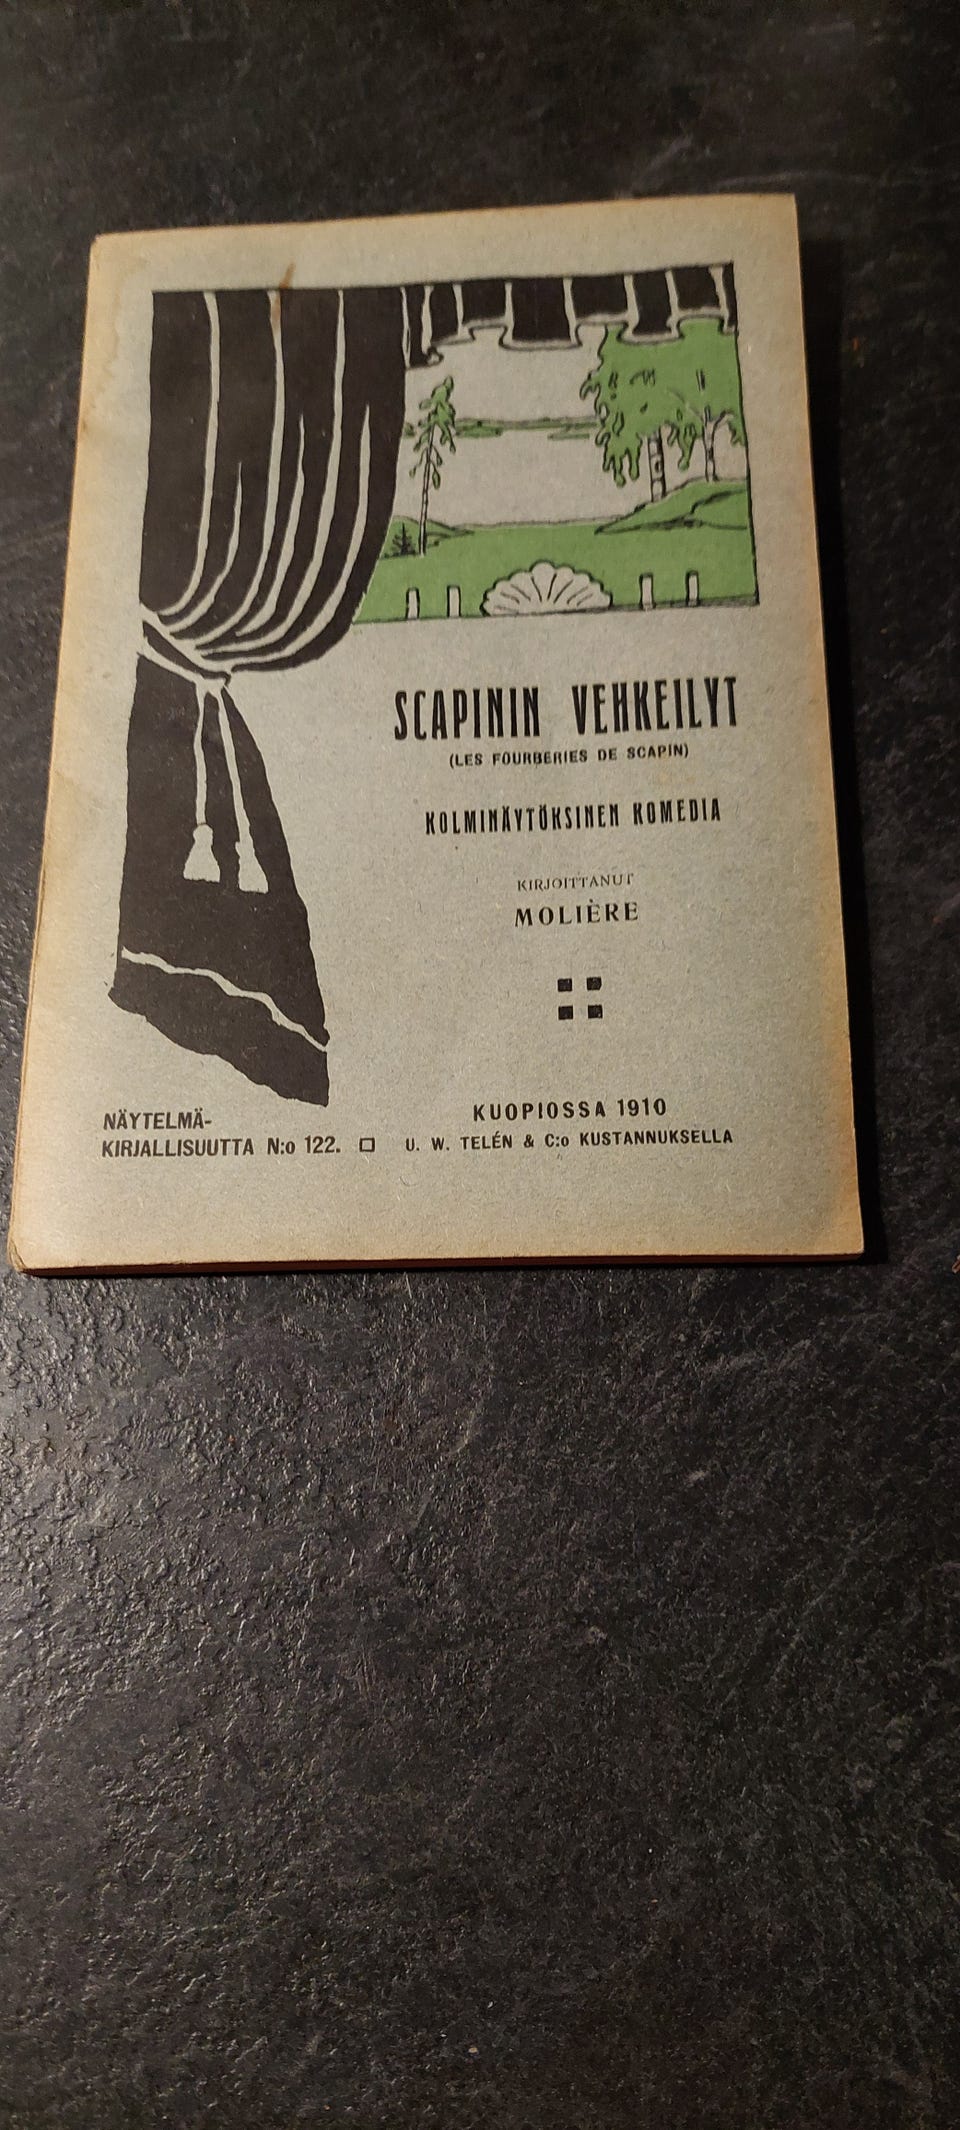 SCAPININ VEHKEILYT
(LES FOURBERIES DE SCAPIN)
KOLMINÄYTÖKSINEN KOMEDIA
KIRJOITTANUT
MOLIÈRE
NÄYTELMÄ-
KIRJALLISUUTTA N:o 122.
KUOPIOSSA 1910
U. W. TELÉN & C:o KUSTANNUKSELLA